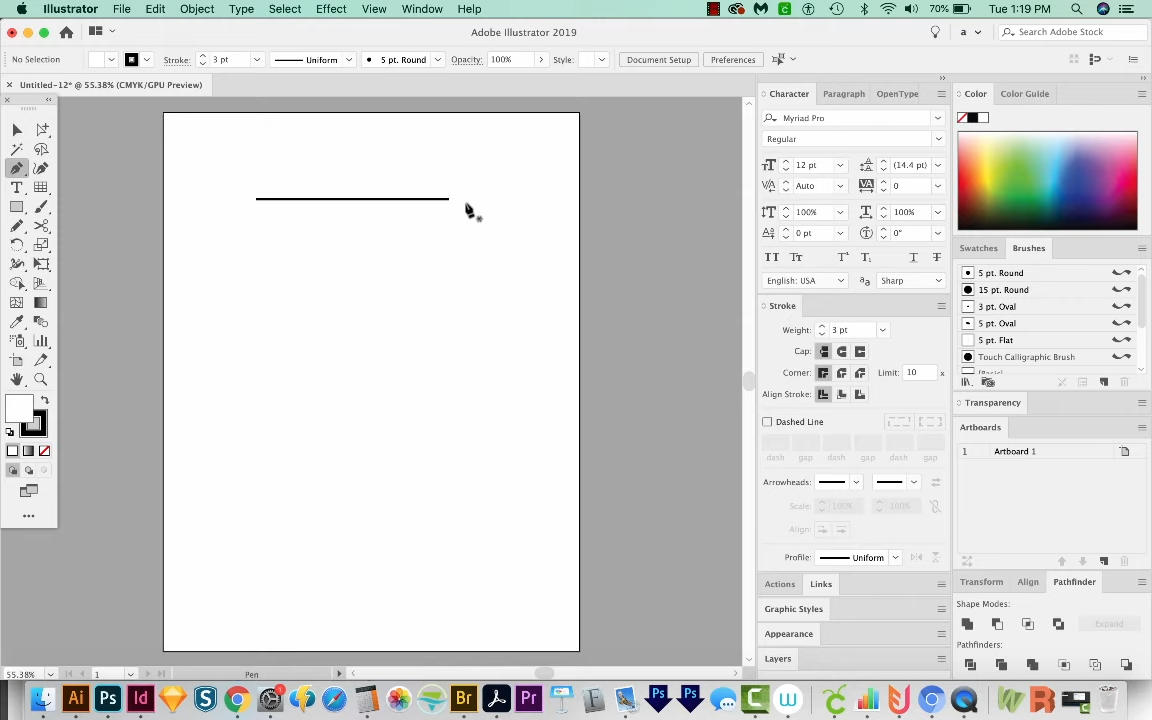 Illustrator File Edit Object Type Select Effect View Window Help 70% Tue 1:19 PM
Adobe Illustrator 2019 a Search Adobe Stock
No Selection Stroke: 3 pt Uniform 5 pt. Round Opacity: 100% Style: Document Setup Preferences
Untitled-12* @ 55.38% (CMYK/GPU Preview)
Character Paragraph OpenType
Myriad Pro
Regular
12 pt (14.4 pt)
Auto 0
100% 100%
0 pt 0°
English: USA Sharp
Stroke
Weight: 3 pt
Cap:
Corner: Limit: 10 x
Align Stroke:
Dashed Line
dash gap dash gap dash gap
Arrowheads:
Scale: 100% 100%
Align:
Profile: Uniform
Actions Links
Graphic Styles
Appearance
Layers
Color Color Guide
Swatches Brushes
5 pt. Round
15 pt. Round
3 pt. Oval
5 pt. Oval
5 pt. Flat
Touch Calligraphic Brush
Transparency
Artboards
1 Artboard 1
Transform Align Pathfinder
Shape Modes:
Expand
Pathfinders:
55.38% 1 Pen
Ai Ps Id S Br Pr Ps Ps W